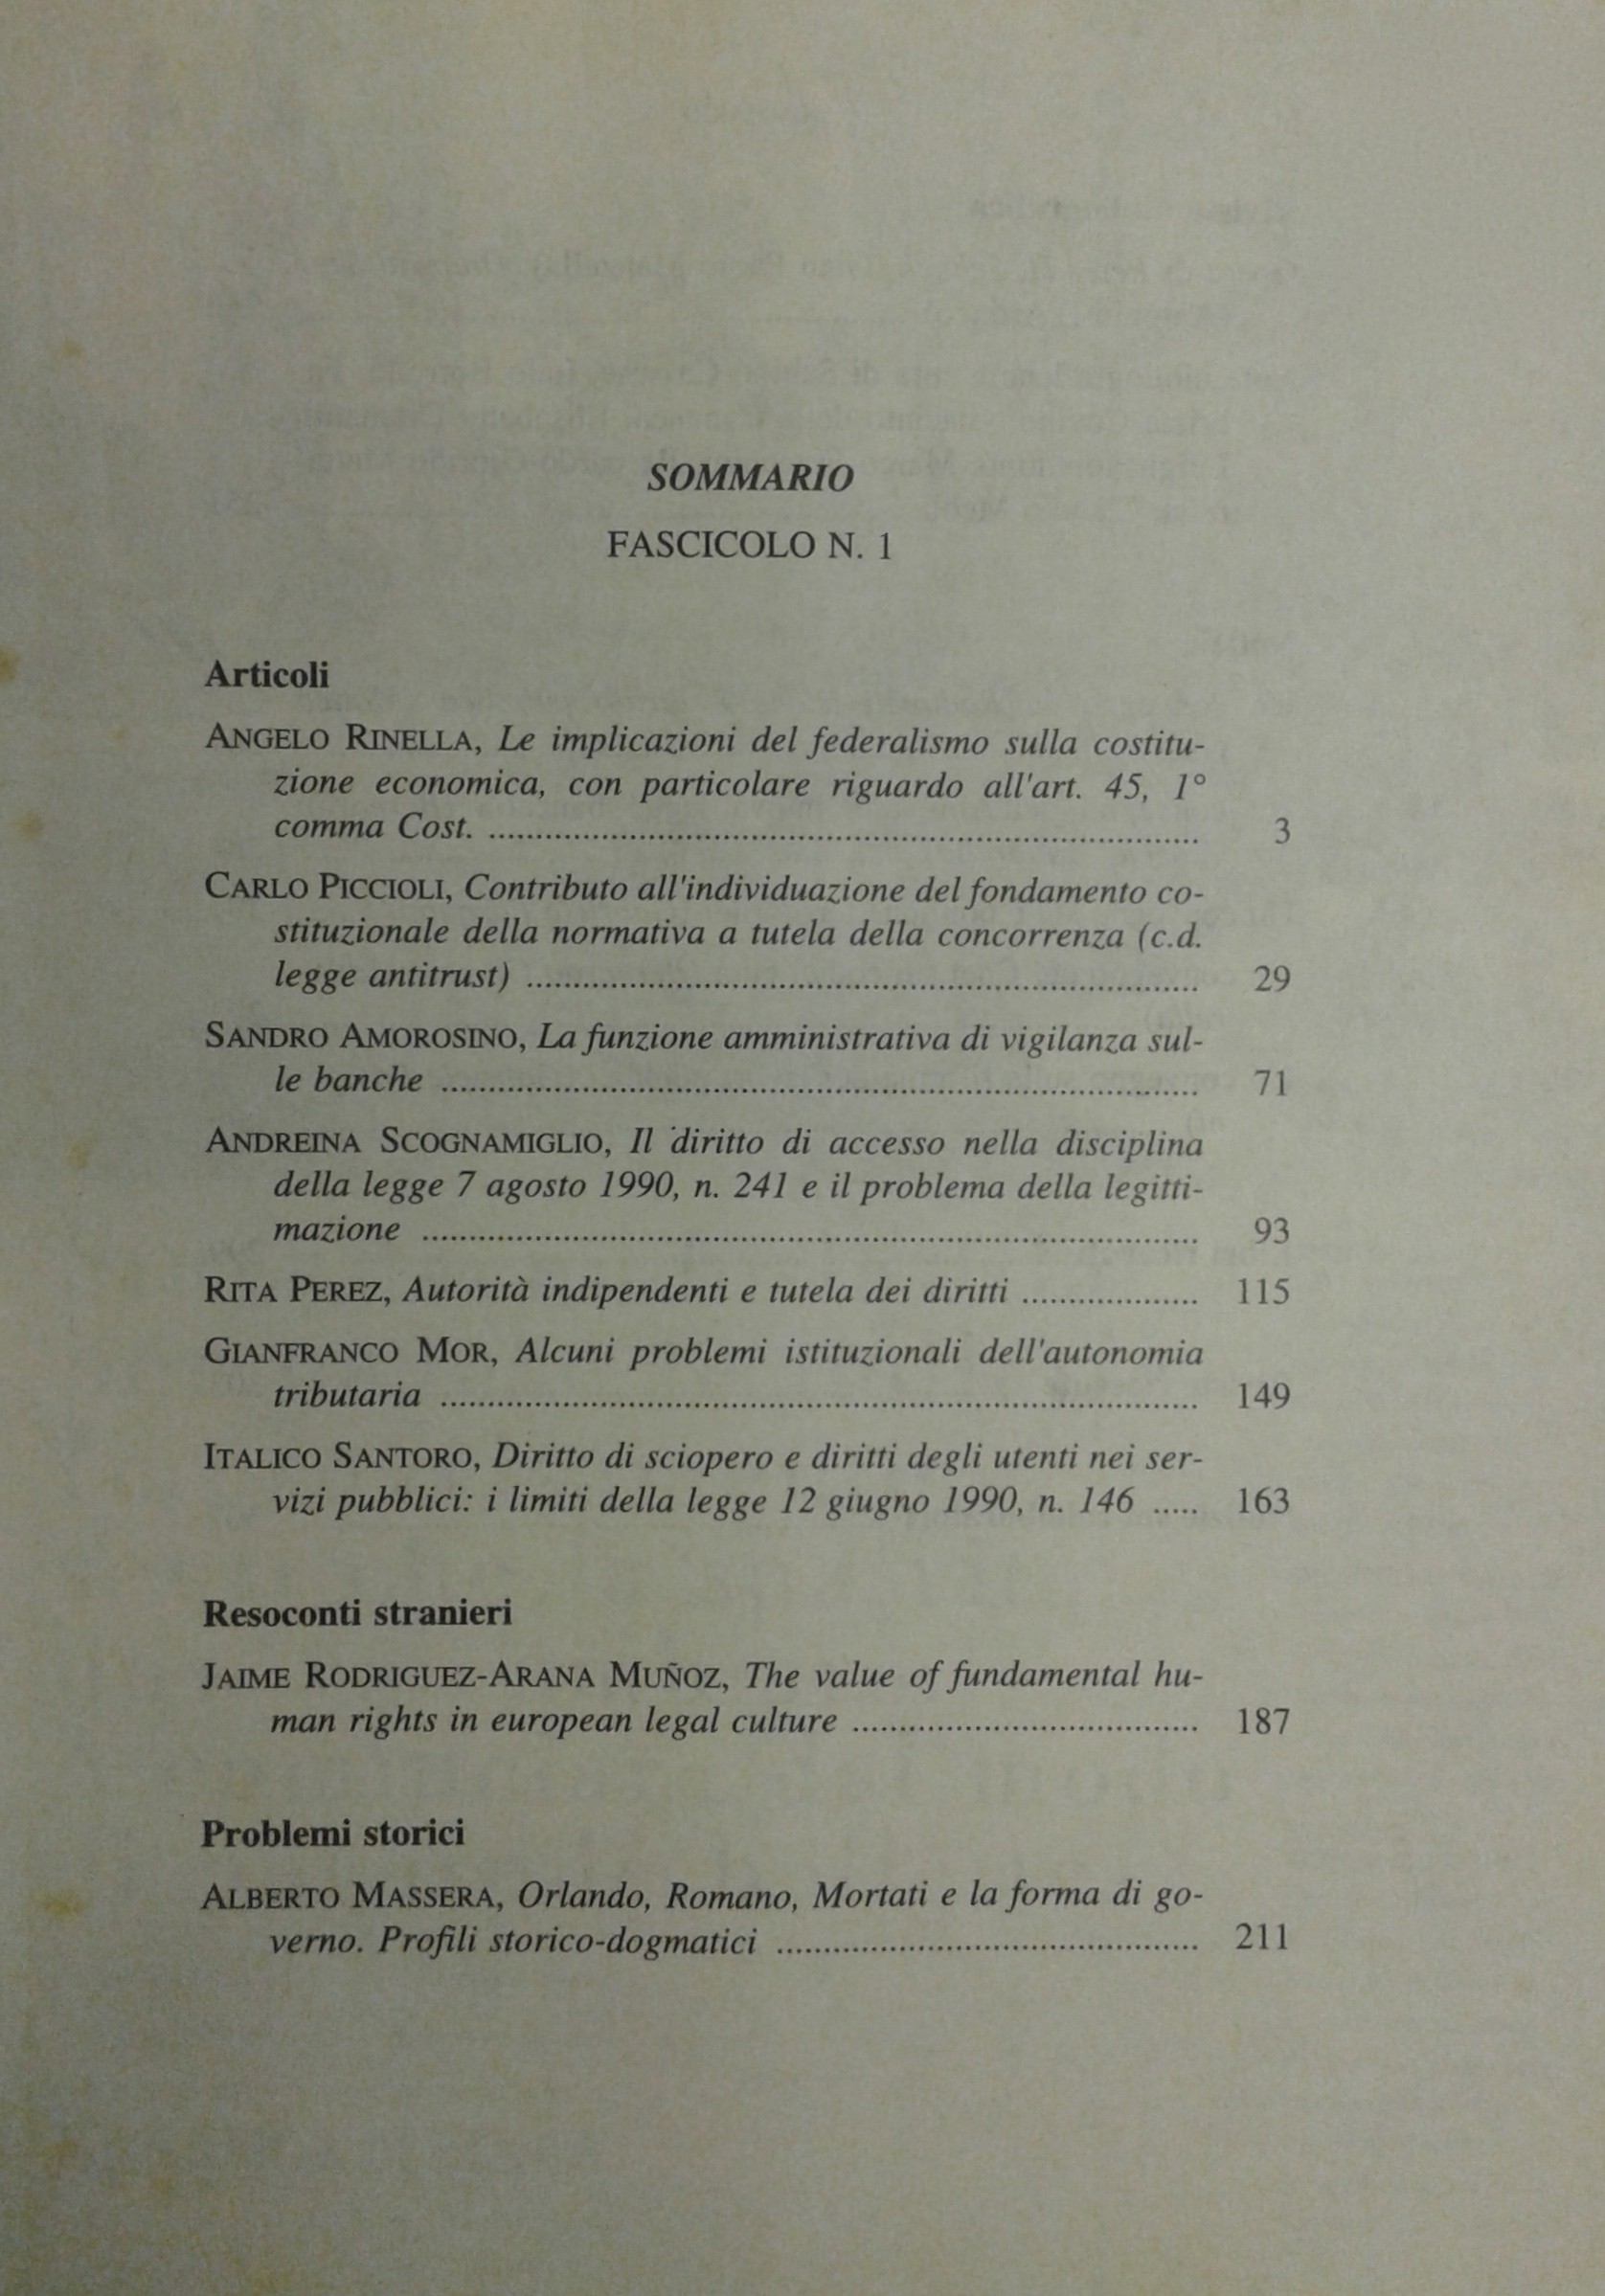 SOMMARIO
FASCICOLO N. 1
Articoli
ANGELO RINELLA, Le implicazioni del federalismo sulla costitu-
zione economica, con particolare riguardo all'art. 45, 1°
comma Cost. .......................................................................... 3
CARLO PICCIOLI, Contributo all'individuazione del fondamento co-
stituzionale della normativa a tutela della concorrenza (c.d.
legge antitrust) ...................................................................... 29
SANDRO AMOROSINO, La funzione amministrativa di vigilanza sul-
le banche ............................................................................... 71
ANDREINA SCOGNAMIGLIO, Il diritto di accesso nella disciplina
della legge 7 agosto 1990, n. 241 e il problema della legitti-
mazione ................................................................................. 93
RITA PEREZ, Autorità indipendenti e tutela dei diritti ................... 115
GIANFRANCO MOR, Alcuni problemi istituzionali dell'autonomia
tributaria ............................................................................... 149
ITALICO SANTORO, Diritto di sciopero e diritti degli utenti nei ser-
vizi pubblici: i limiti della legge 12 giugno 1990, n. 146 ..... 163
Resoconti stranieri
JAIME RODRIGUEZ-ARANA MUÑOZ, The value of fundamental hu-
man rights in european legal culture .................................... 187
Problemi storici
ALBERTO MASSERA, Orlando, Romano, Mortati e la forma di go-
verno. Profili storico-dogmatici ............................................ 211